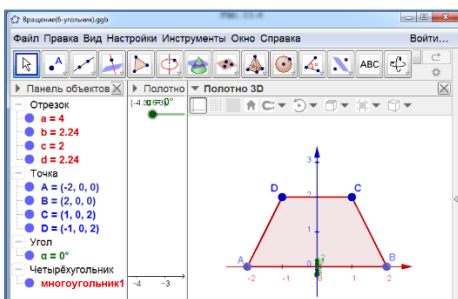 Вращение(6-угольник).ggb
Файл Правка Вид Настройки Инструменты Окно Справка
Войти...
ABC
Панель объектов
Полотно
Полотно 3D
Отрезок
a = 4
b = 2.24
c = 2
d = 2.24
Точка
A = (-2, 0, 0)
B = (2, 0, 0)
C = (1, 0, 2)
D = (-1, 0, 2)
Угол
α = 0°
Четырёхугольник
многоугольник1
α = 0°
-4 -3
3
D C
2
1
A 0 B
-2 -1 0 1 2